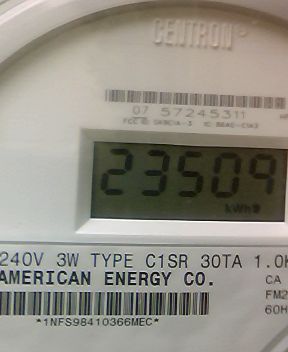 CENTRON
07 57245311
23509
kWh
240V 3W TYPE C1SR 30TA 1.0K
AMERICAN ENERGY CO.
CA
FM2
60H
*1NFS98410366MEC*